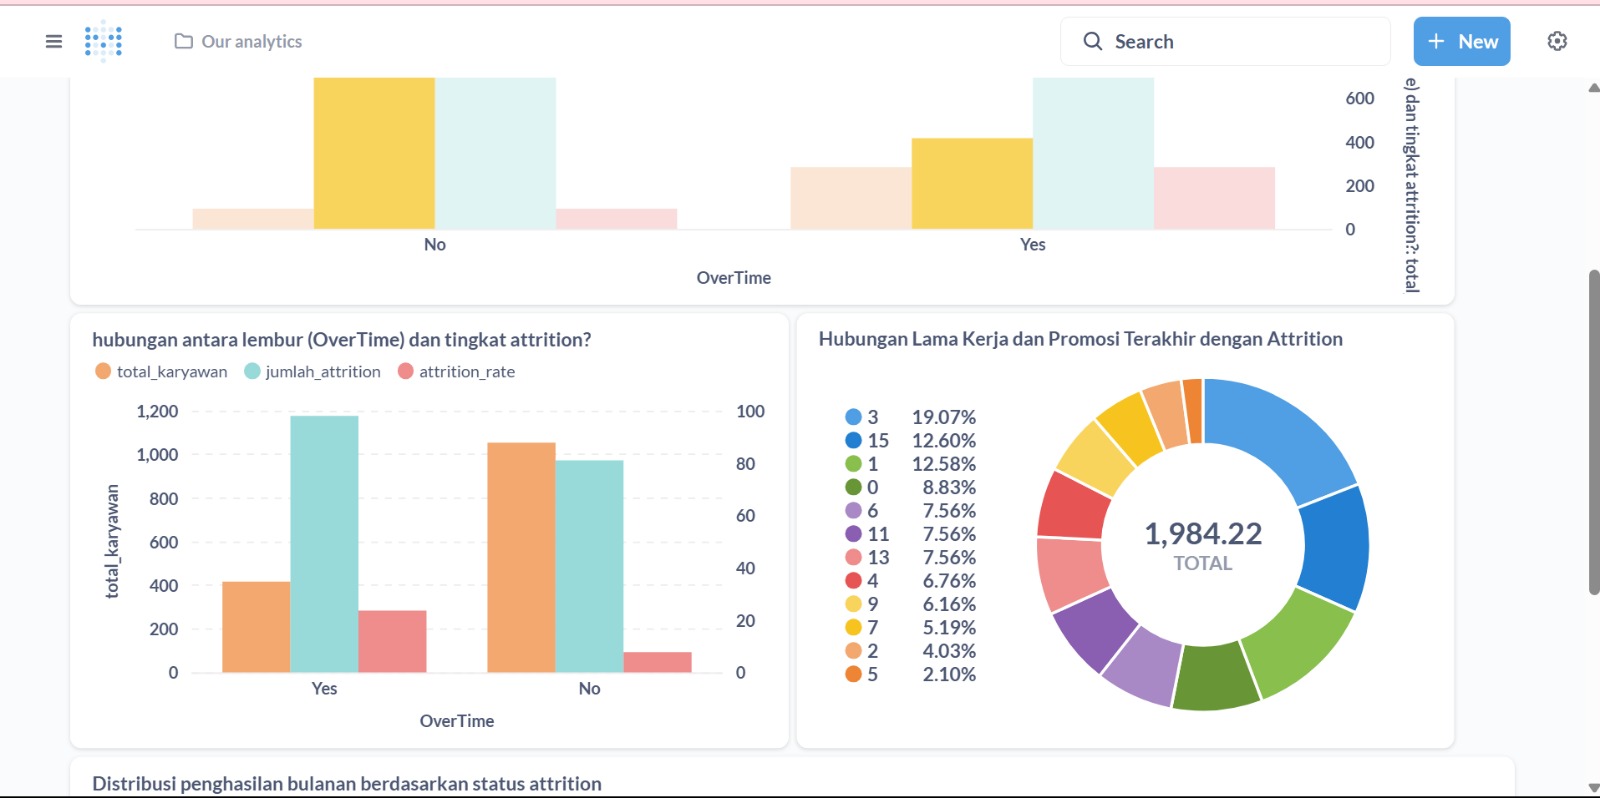 Our analytics
Search
+ New
600
400
200
0
e) dan tingkat attrition?: total
No
Yes
OverTime
hubungan antara lembur (OverTime) dan tingkat attrition?
total_karyawan jumlah_attrition attrition_rate
1,200
1,000
800
600
400
200
0
total_karyawan
100
80
60
40
20
0
Yes
No
OverTime
Hubungan Lama Kerja dan Promosi Terakhir dengan Attrition
3 19.07%
15 12.60%
1 12.58%
0 8.83%
6 7.56%
11 7.56%
13 7.56%
4 6.76%
9 6.16%
7 5.19%
2 4.03%
5 2.10%
1,984.22
TOTAL
Distribusi penghasilan bulanan berdasarkan status attrition